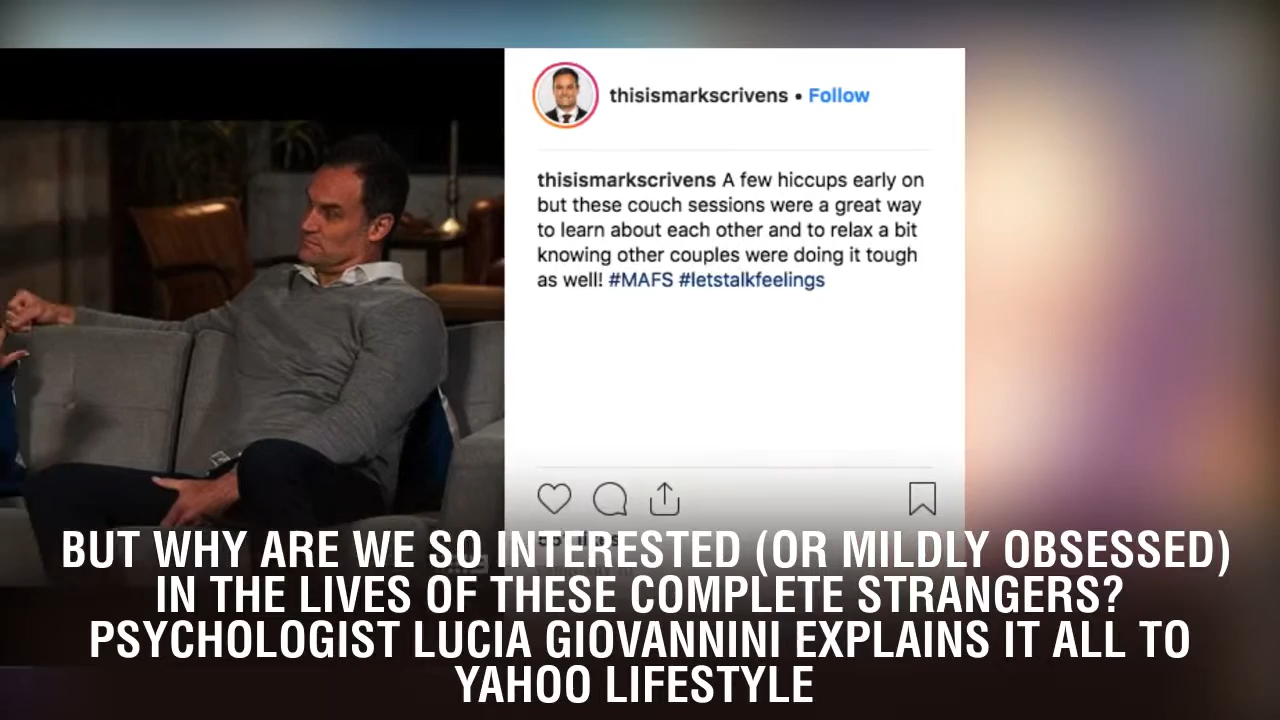 thisismarkscrivens • Follow
thisismarkscrivens A few hiccups early on
but these couch sessions were a great way
to learn about each other and to relax a bit
knowing other couples were doing it tough
as well! #MAFS #letstalkfeelings
BUT WHY ARE WE SO INTERESTED (OR MILDLY OBSESSED)
IN THE LIVES OF THESE COMPLETE STRANGERS?
PSYCHOLOGIST LUCIA GIOVANNINI EXPLAINS IT ALL TO
YAHOO LIFESTYLE